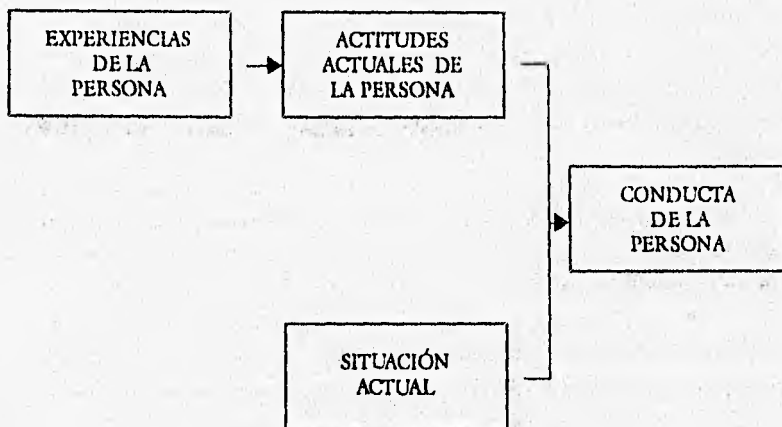 EXPERIENCIAS
DE LA
PERSONA
ACTITUDES
ACTUALES DE
LA PERSONA
CONDUCTA
DE LA
PERSONA
SITUACIÓN
ACTUAL